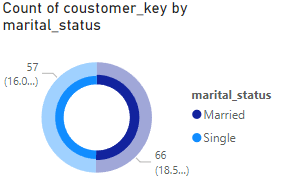 Count of coustomer_key by
marital_status
57
(16.0...)
marital_status
Married
Single
66
(18.5...)